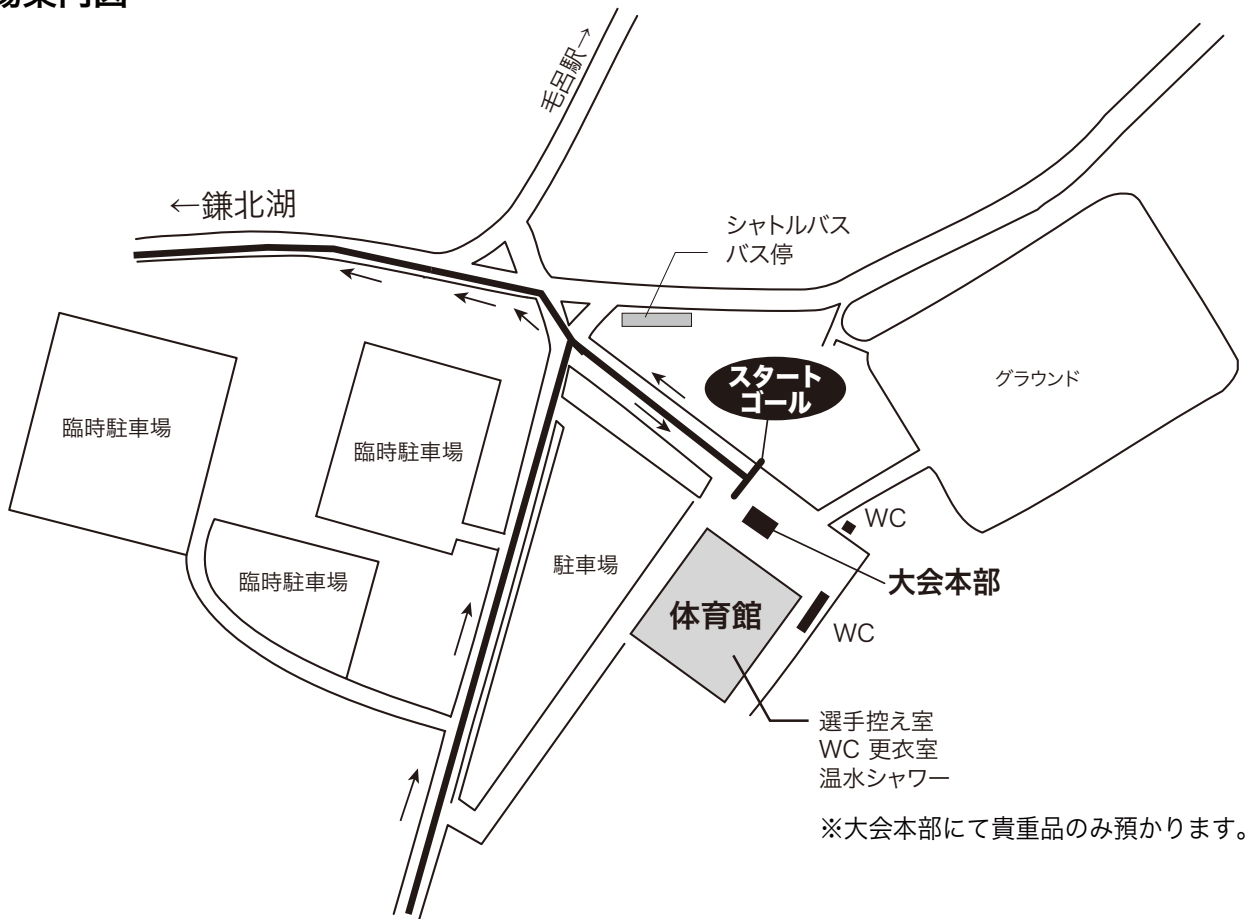 場案内図
毛呂駅→
←鎌北湖
シャトルバス
バス停
スタート
ゴール
グラウンド
臨時駐車場
臨時駐車場
臨時駐車場
駐車場
WC
大会本部
体育館
WC
選手控え室
WC 更衣室
温水シャワー
※大会本部にて貴重品のみ預かります。